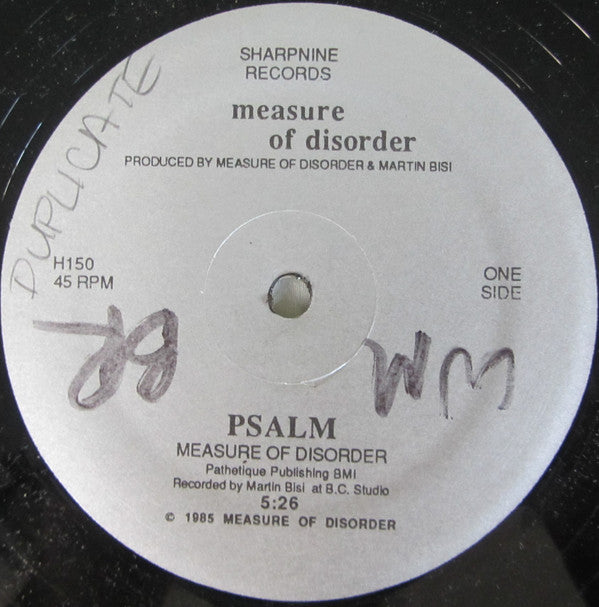 SHARPNINE
RECORDS
measure
of disorder
PRODUCED BY MEASURE OF DISORDER & MARTIN BISI
DUPLICATE
H150
45 RPM
ONE
SIDE
WM
PSALM
MEASURE OF DISORDER
Pathetique Publishing BMI
Recorded by Martin Bisi at B.C. Studio
5:26
© 1985 MEASURE OF DISORDER